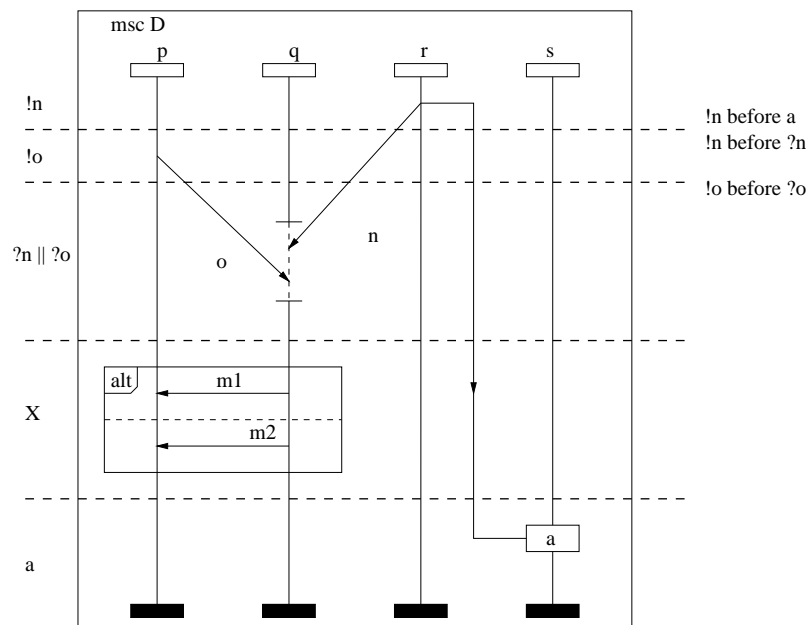 msc D
p q r s
!n
!n before a
!n before ?n
!o
!o before ?o
n
?n || ?o
o
alt
m1
X
m2
a
a